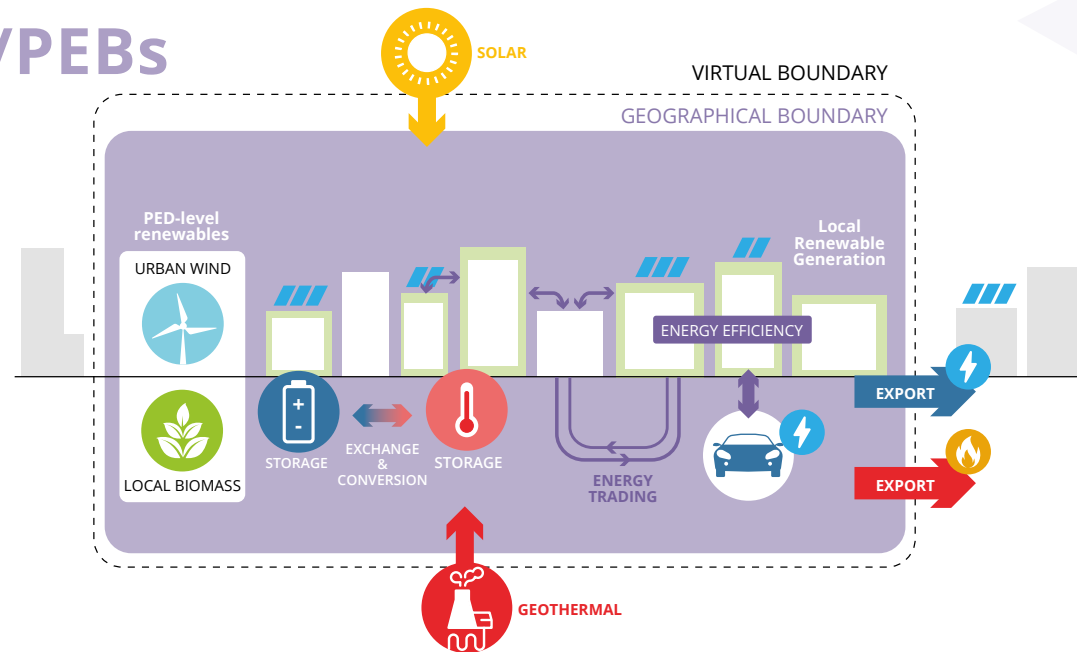 /PEBs
SOLAR
VIRTUAL BOUNDARY
GEOGRAPHICAL BOUNDARY
PED-level
renewables
URBAN WIND
LOCAL BIOMASS
Local
Renewable
Generation
ENERGY EFFICIENCY
+
-
STORAGE
EXCHANGE
&
CONVERSION
STORAGE
ENERGY
TRADING
EXPORT
EXPORT
GEOTHERMAL